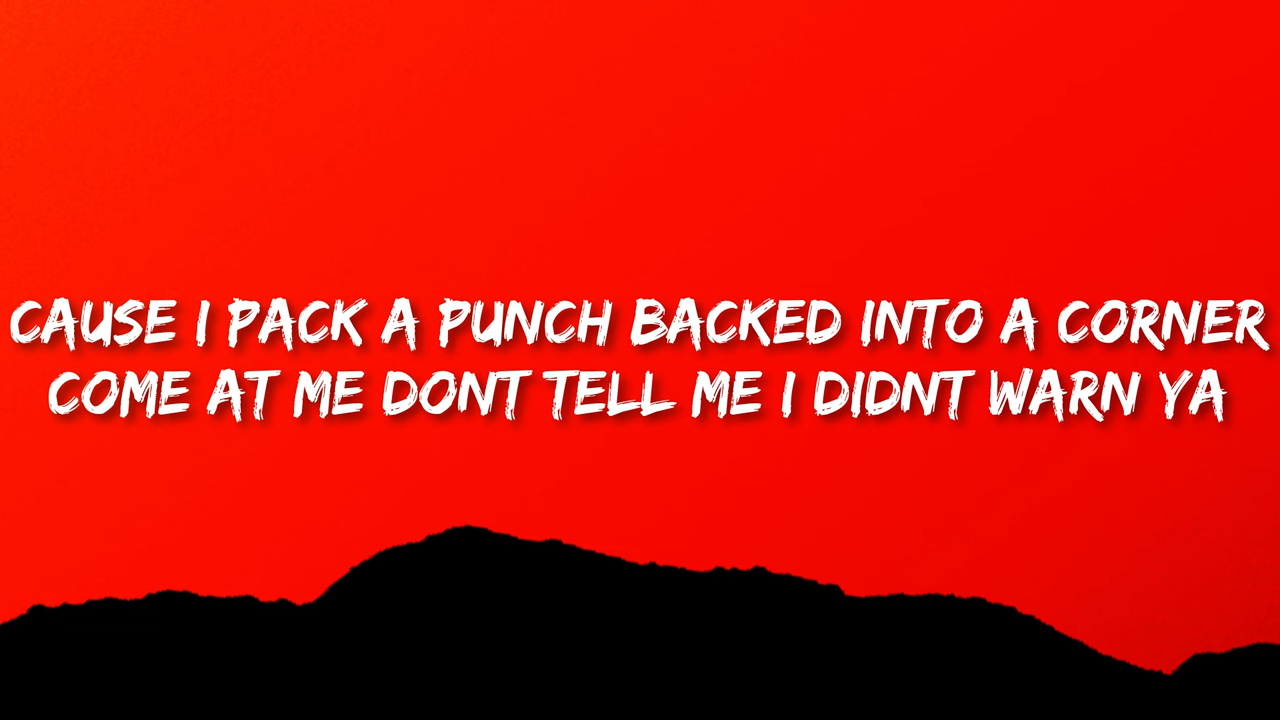 CAUSE I PACK A PUNCH BACKED INTO A CORNER
COME AT ME DONT TELL ME I DIDNT WARN YA